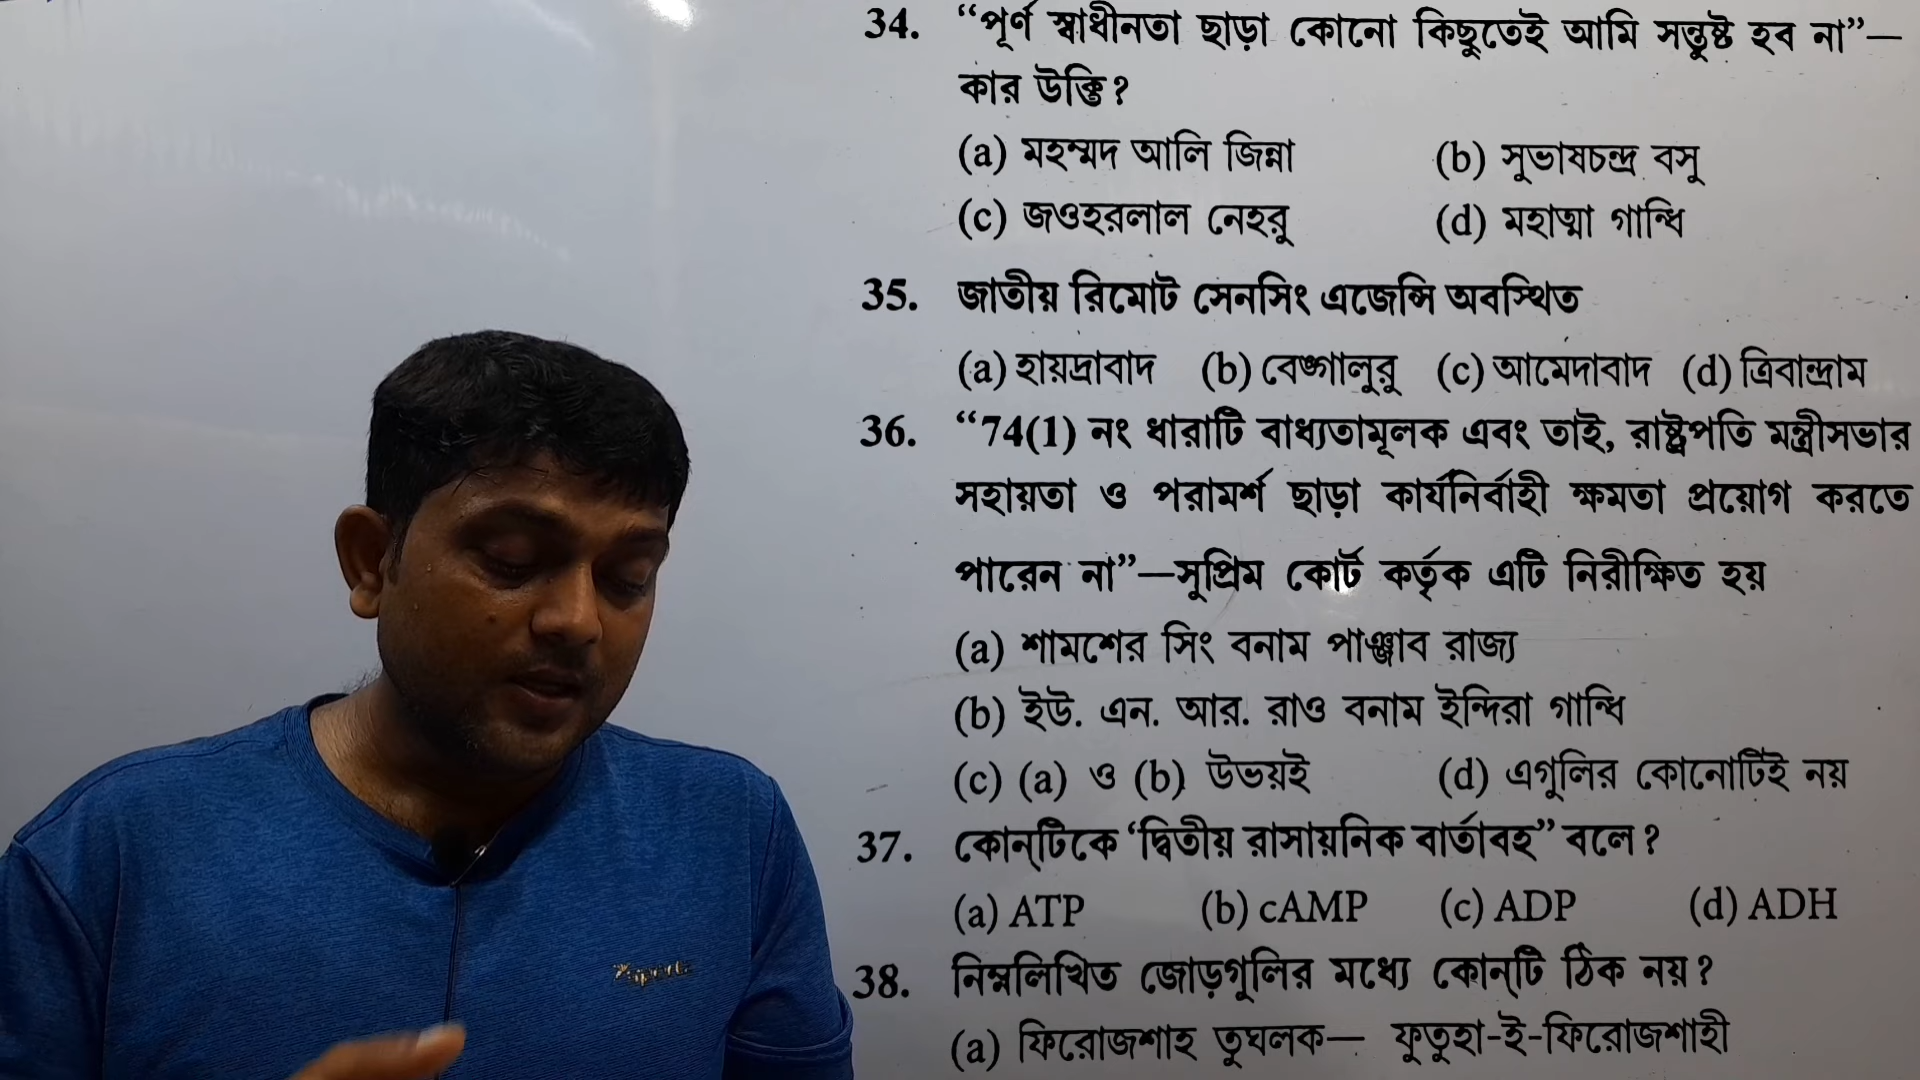 34. “পূর্ণ স্বাধীনতা ছাড়া কোনো কিছুতেই আমি সন্তুষ্ট হব না”—
কার উক্তি?
(a) মহম্মদ আলি জিন্না (b) সুভাষচন্দ্র বসু
(c) জওহরলাল নেহরু (d) মহাত্মা গান্ধি
35. জাতীয় রিমোট সেনসিং এজেন্সি অবস্থিত
(a) হায়দ্রাবাদ (b) বেঙ্গালুরু (c) আমেদাবাদ (d) ত্রিবান্দ্রাম
36. “74(1) নং ধারাটি বাধ্যতামূলক এবং তাই, রাষ্ট্রপতি মন্ত্রীসভার
সহায়তা ও পরামর্শ ছাড়া কার্যনির্বাহী ক্ষমতা প্রয়োগ করতে
পারেন না”—সুপ্রিম কোর্ট কর্তৃক এটি নিরীক্ষিত হয়
(a) শামশের সিং বনাম পাঞ্জাব রাজ্য
(b) ইউ. এন. আর. রাও বনাম ইন্দিরা গান্ধি
(c) (a) ও (b) উভয়ই (d) এগুলির কোনোটিই নয়
37. কোন্‌টিকে ‘দ্বিতীয় রাসায়নিক বার্তাবহ” বলে?
(a) ATP (b) cAMP (c) ADP (d) ADH
38. নিম্নলিখিত জোড়গুলির মধ্যে কোন্‌টি ঠিক নয়?
(a) ফিরোজশাহ তুঘলক— ফুতুহা-ই-ফিরোজশাহী